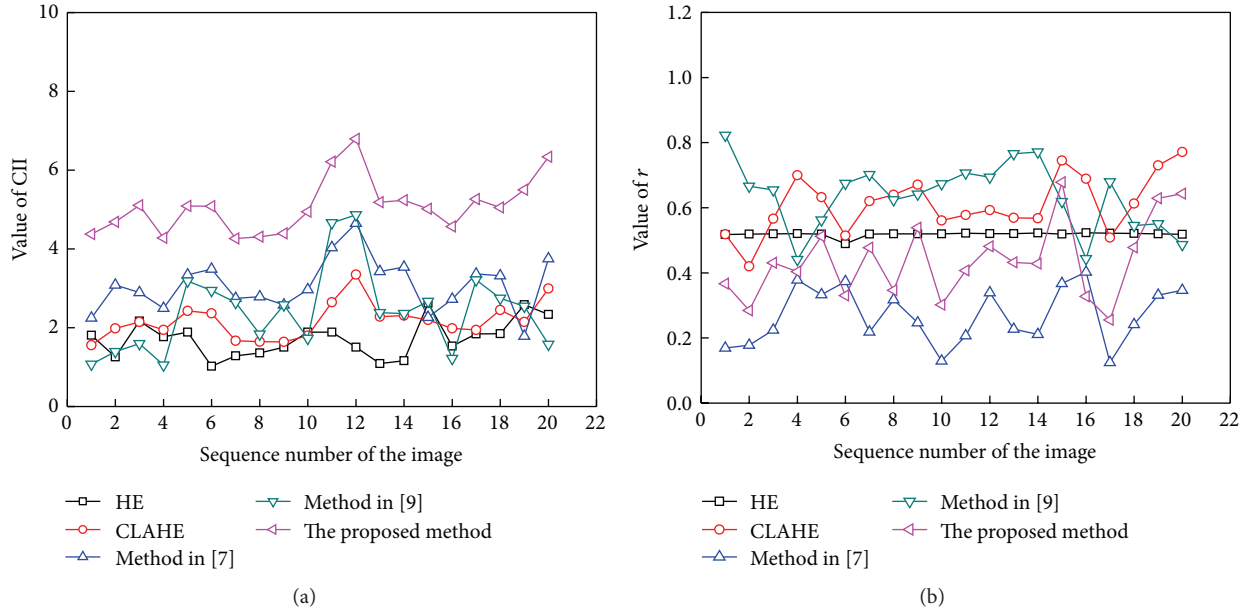 10
8
6
4
2
0
Value of CII
0 2 4 6 8 10 12 14 16 18 20 22
Sequence number of the image
HE
CLAHE
Method in [7]
Method in [9]
The proposed method
(a)
1.2
1.0
0.8
0.6
0.4
0.2
0.0
Value of r
0 2 4 6 8 10 12 14 16 18 20 22
Sequence number of the image
HE
CLAHE
Method in [7]
Method in [9]
The proposed method
(b)